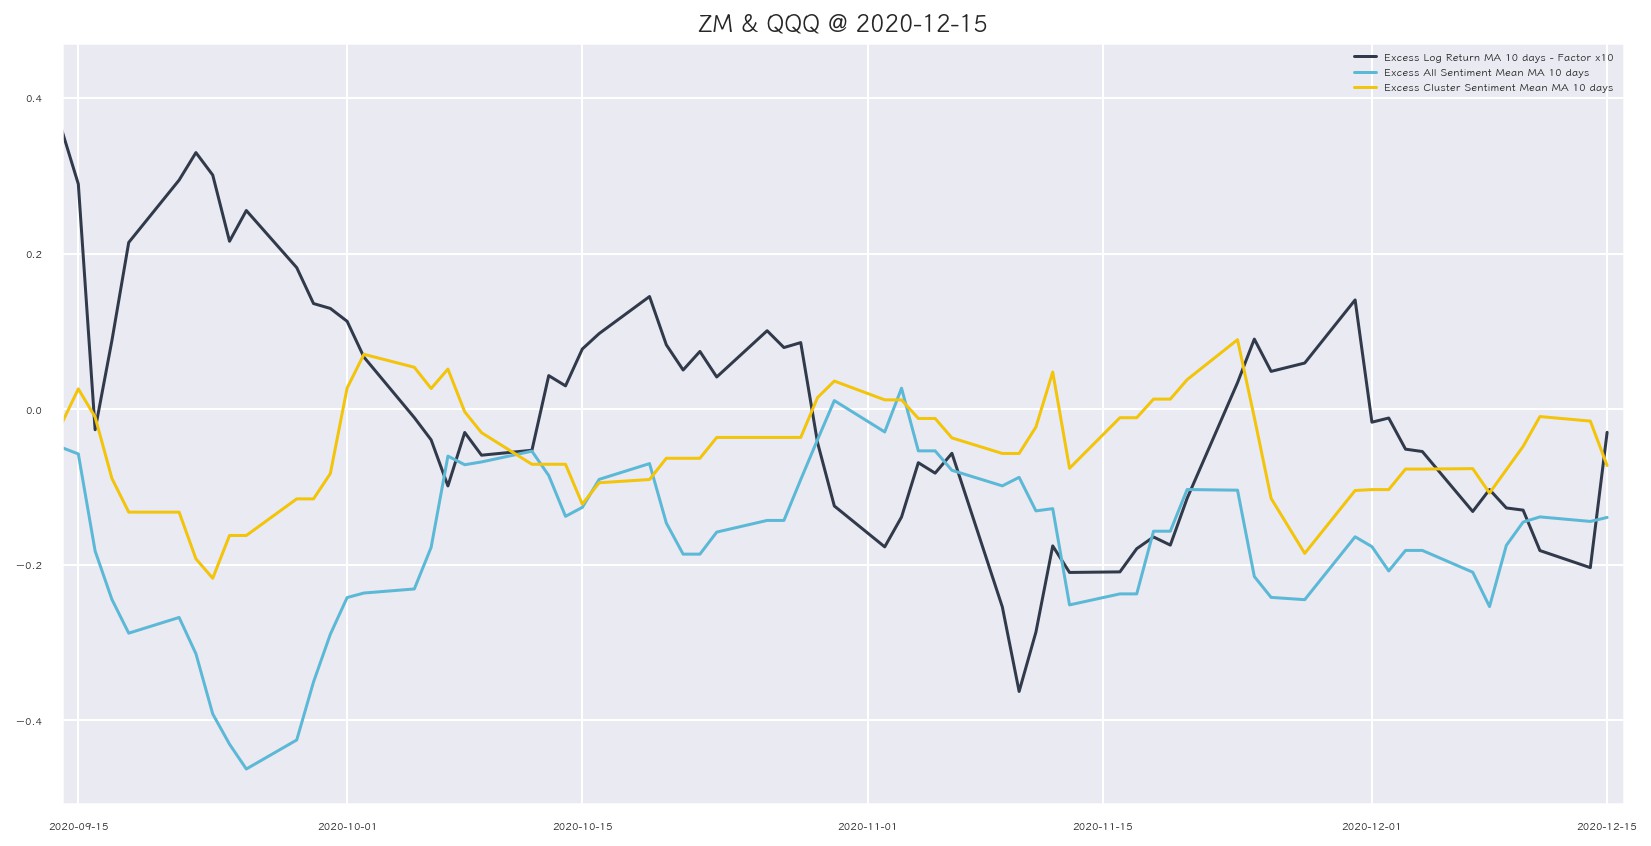 ZM & QQQ @ 2020-12-15
Excess Log Return MA 10 days - Factor x10
Excess All Sentiment Mean MA 10 days
Excess Cluster Sentiment Mean MA 10 days
0.4
0.2
0.0
−0.2
−0.4
2020-09-15 2020-10-01 2020-10-15 2020-11-01 2020-11-15 2020-12-01 2020-12-15